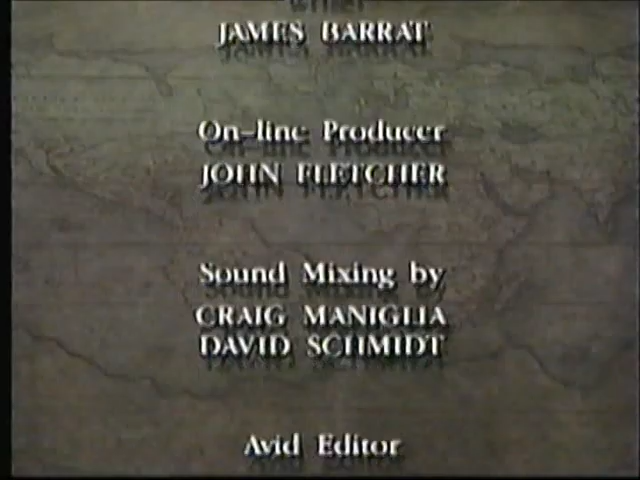 JAMES BARRAT
On-line Producer
JOHN FLETCHER
Sound Mixing by
CRAIG MANIGLIA
DAVID SCHMIDT
Avid Editor